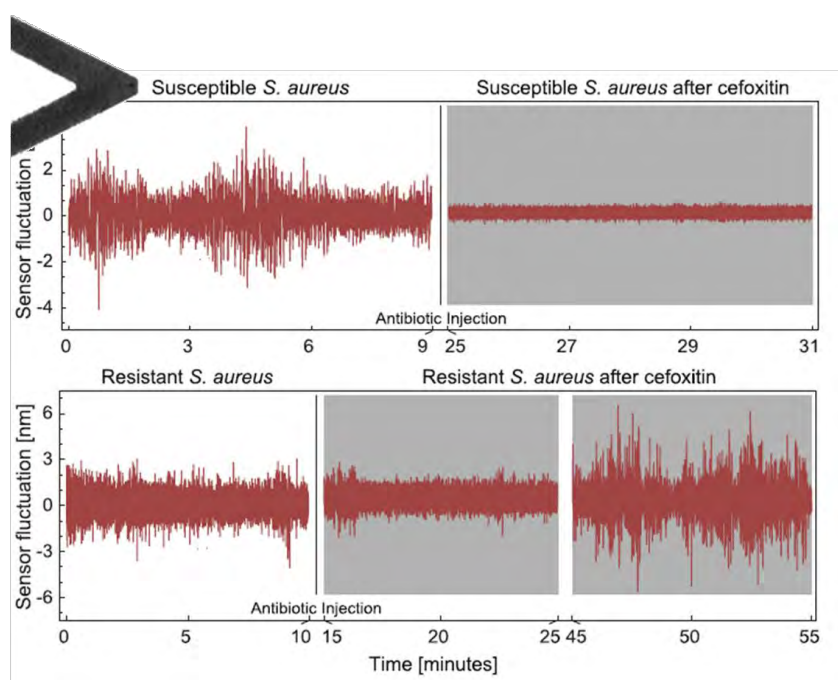 Susceptible S. aureus
Susceptible S. aureus after cefoxitin
Sensor fluctuation
2
0
-2
-4
Antibiotic Injection
0 3 6 9 25 27 29 31
Resistant S. aureus
Resistant S. aureus after cefoxitin
Sensor fluctuation [nm]
6
3
0
-3
-6
Antibiotic Injection
0 5 10 15 20 25 45 50 55
Time [minutes]